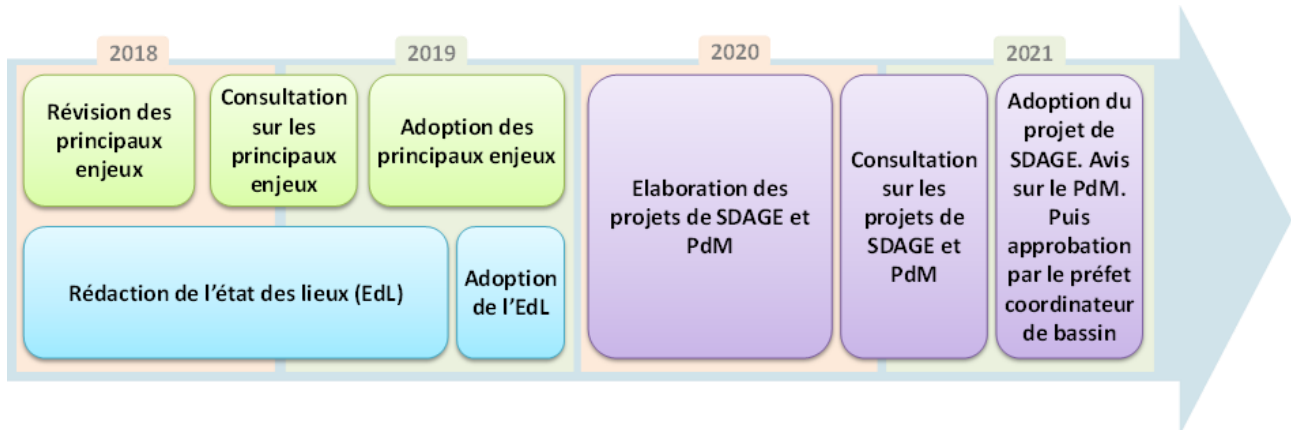 2018
2019
2020
2021
Révision des
principaux
enjeux
Consultation
sur les
principaux
enjeux
Adoption des
principaux enjeux
Rédaction de l'état des lieux (EdL)
Adoption
de l'EdL
Elaboration des
projets de SDAGE et
PdM
Consultation
sur les
projets de
SDAGE et
PdM
Adoption du
projet de
SDAGE. Avis
sur le PdM.
Puis
approbation
par le préfet
coordinateur
de bassin